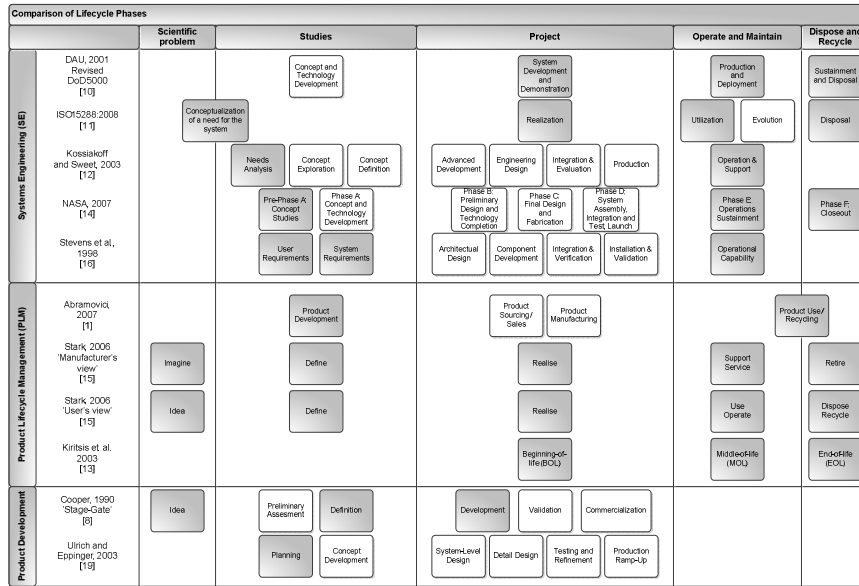 Comparison of Lifecycle Phases
Scientific
problem
Studies
Project
Operate and Maintain
Dispose and
Recycle
Systems Engineering (SE)
DAU, 2001
Revised
DoD5000
[10]
Concept and
Technology
Development
System
Development
and
Demonstration
Production
and
Deployment
Sustainment
and Disposal
ISO15288:2008
[11]
Conceptualization
of a need for the
system
Realization
Utilization
Evolution
Disposal
Kossiakoff
and Sweet, 2003
[12]
Needs
Analysis
Concept
Exploration
Concept
Definition
Advanced
Development
Engineering
Design
Integration &
Evaluation
Production
Operation &
Support
NASA, 2007
[14]
Pre-Phase A:
Concept
Studies
Phase A:
Concept and
Technology
Development
Phase B:
Preliminary
Design and
Technology
Completion
Phase C:
Final Design
and
Fabrication
Phase D:
System
Assembly,
Integration and
Test, Launch
Phase E:
Operations
Sustainment
Phase F:
Closeout
Stevens et al.,
1998
[16]
User
Requirements
System
Requirements
Architectual
Design
Component
Development
Integration &
Verification
Installation &
Validation
Operational
Capability
Product Lifecycle Management (PLM)
Abramovici,
2007
[1]
Product
Development
Product
Sourcing/
Sales
Product
Manufacturing
Product Use/
Recycling
Stark, 2006
'Manufacturer's
view'
[15]
Imagine
Define
Realise
Support
Service
Retire
Stark, 2006
'User's view'
[15]
Idea
Define
Realise
Use
Operate
Dispose
Recycle
Kiritsis et al.
2003
[13]
Beginning-of-
life (BOL)
Middle-of-life
(MOL)
End-of-life
(EOL)
Product Development
Cooper, 1990
'Stage-Gate'
[8]
Idea
Preliminary
Assesment
Definition
Development
Validation
Commercialization
Ulrich and
Eppinger, 2003
[19]
Planning
Concept
Development
System-Level
Design
Detail Design
Testing and
Refinement
Production
Ramp-Up